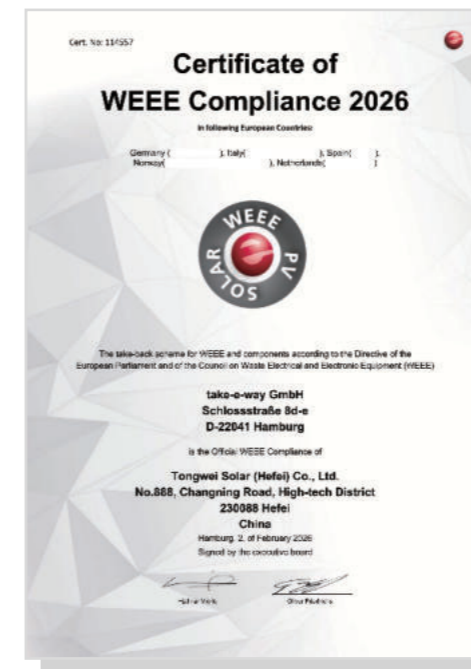 Cert. No: 114557
Certificate of
WEEE Compliance 2026
In following European Countries:
Germany ( ), Italy( ), Spain( ),
Norway( ), Netherlands( )
WEEE
PV
SOLAR
The take-back scheme for WEEE and components according to the Directive of the
European Parliament and of the Council on Waste Electrical and Electronic Equipment (WEEE)
take-e-way GmbH
Schlossstraße 8d-e
D-22041 Hamburg
is the Official WEEE Compliance of
Tongwei Solar (Hefei) Co., Ltd.
No.888, Changning Road, High-tech District
230088 Hefei
China
Hamburg, 2. of February 2026
Signed by the executive board